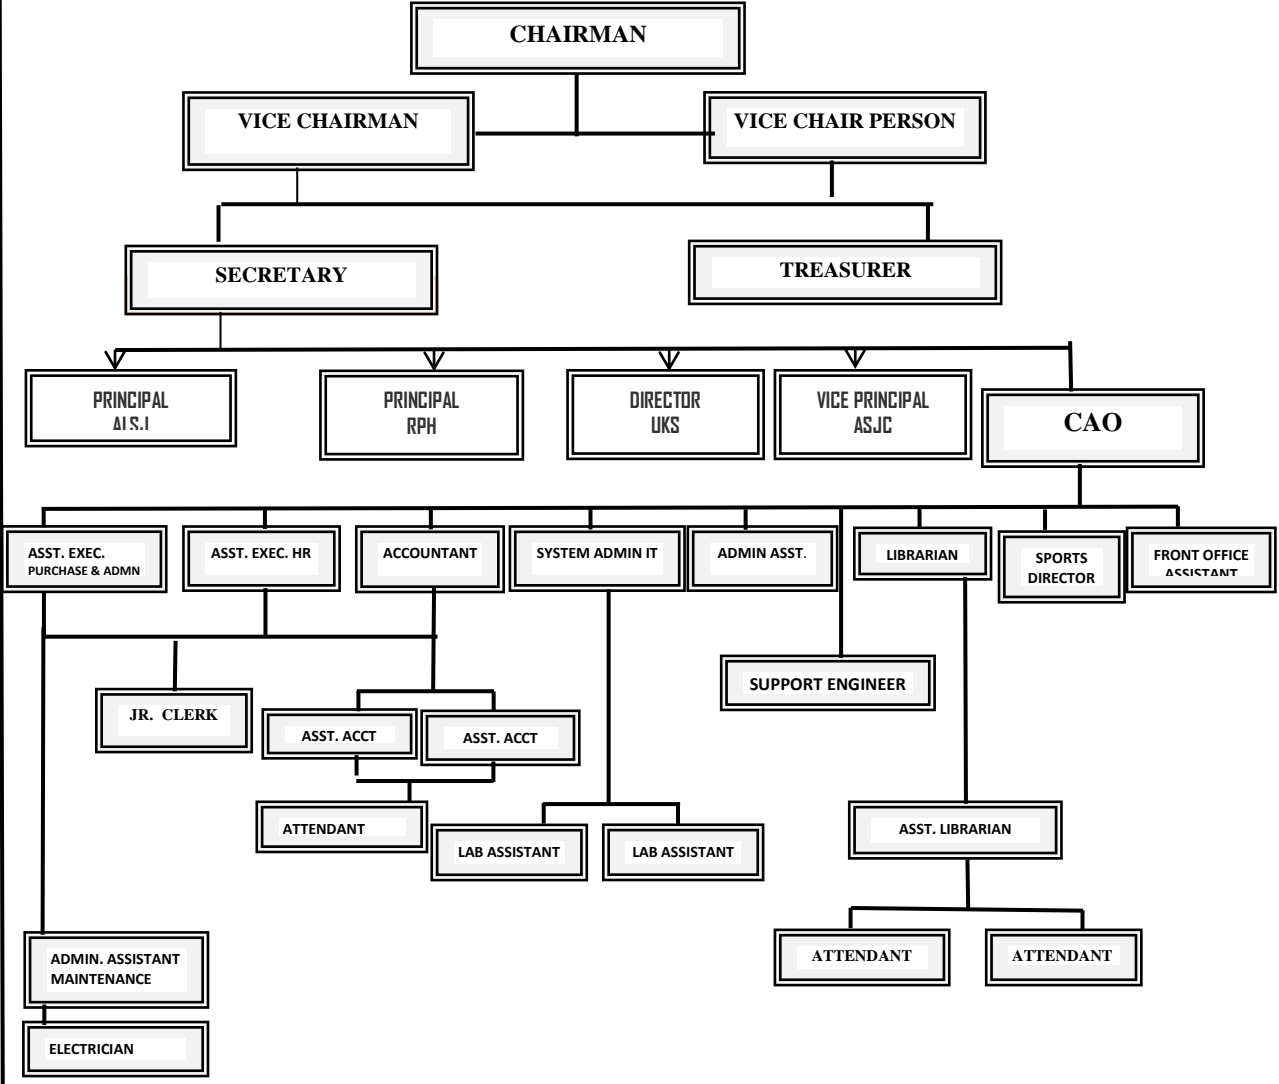 CHAIRMAN
VICE CHAIRMAN
VICE CHAIR PERSON
SECRETARY
TREASURER
PRINCIPAL
PRINCIPAL
RPH
DIRECTOR
UKS
VICE PRINCIPAL
ASJC
CAO
ASST. EXEC.
PURCHASE & ADMN
ASST. EXEC. HR
ACCOUNTANT
SYSTEM ADMIN IT
ADMIN ASST.
LIBRARIAN
SPORTS
DIRECTOR
FRONT OFFICE
ASSISTANT
SUPPORT ENGINEER
JR. CLERK
ASST. ACCT
ASST. ACCT
ATTENDANT
LAB ASSISTANT
LAB ASSISTANT
ASST. LIBRARIAN
ATTENDANT
ATTENDANT
ADMIN. ASSISTANT
MAINTENANCE
ELECTRICIAN